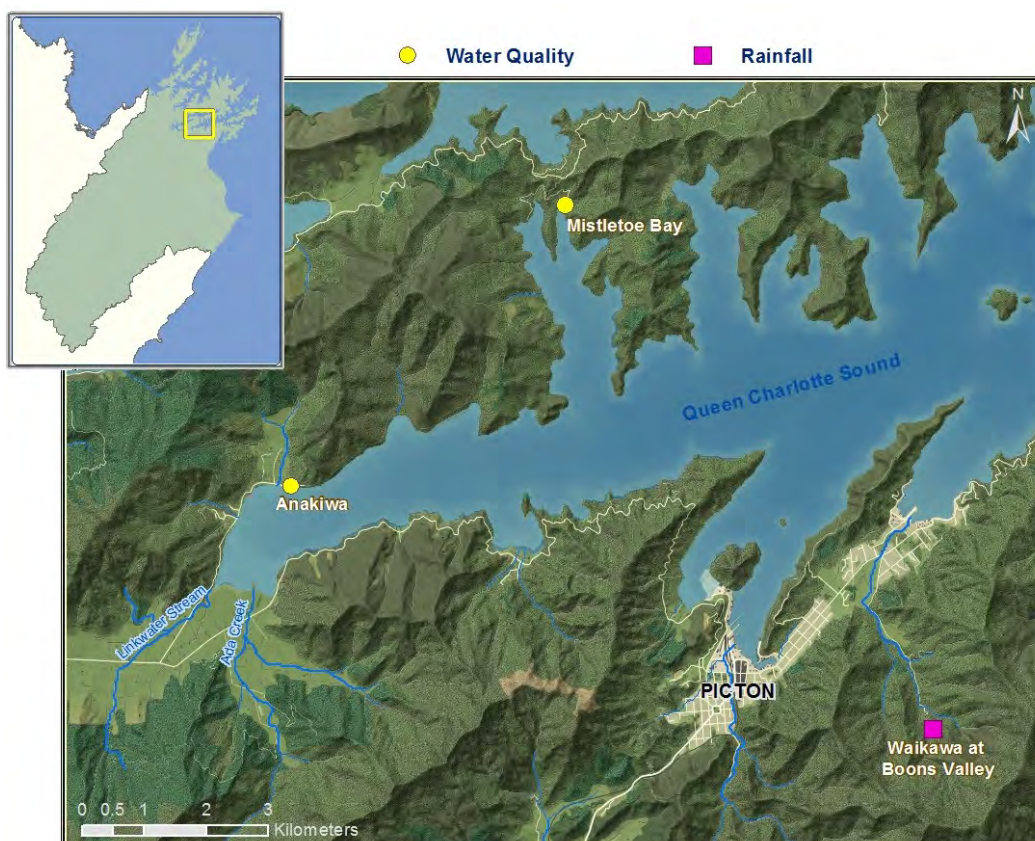 Water Quality
Rainfall
N
Mistletoe Bay
Queen Charlotte Sound
Anakiwa
Linkwater Stream
Ada Creek
PICTON
Waikawa at
Boons Valley
0 0.5 1 2 3
Kilometers